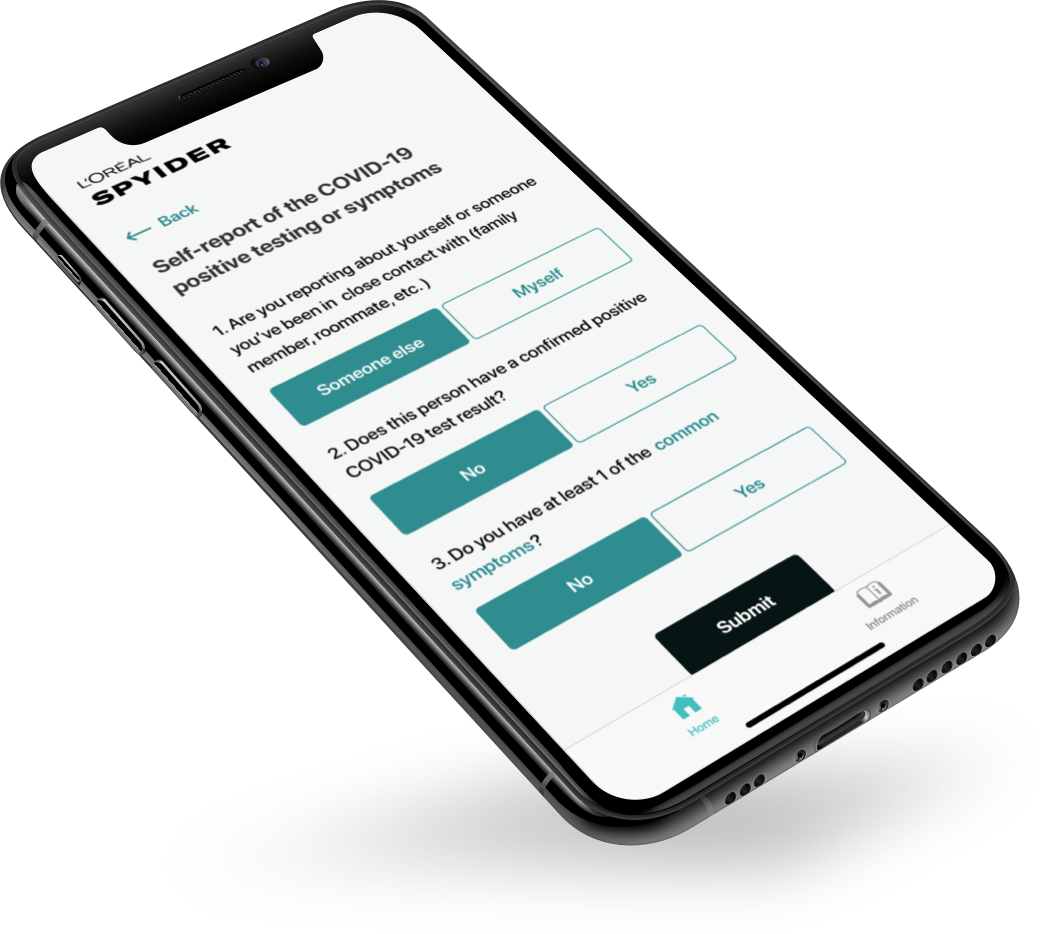 L'ORÉAL
SPYIDER
← Back
Self-report of the COVID-19
positive testing or symptoms
1. Are you reporting about yourself or someone
you've been in close contact with (family
member, roommate, etc. )
Someone else
Myself
2. Does this person have a confirmed positive
COVID-19 test result?
No
Yes
3. Do you have at least 1 of the common
symptoms?
No
Yes
Submit
Home
Information